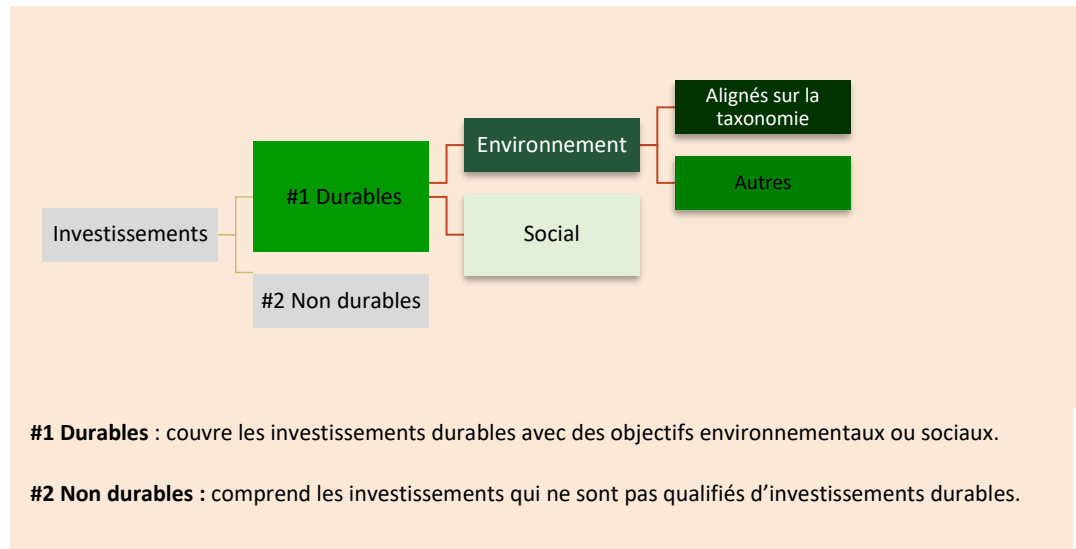 Alignés sur la
taxonomie
Environnement
#1 Durables
Autres
Investissements
Social
#2 Non durables
#1 Durables : couvre les investissements durables avec des objectifs environnementaux ou sociaux.
#2 Non durables : comprend les investissements qui ne sont pas qualifiés d’investissements durables.